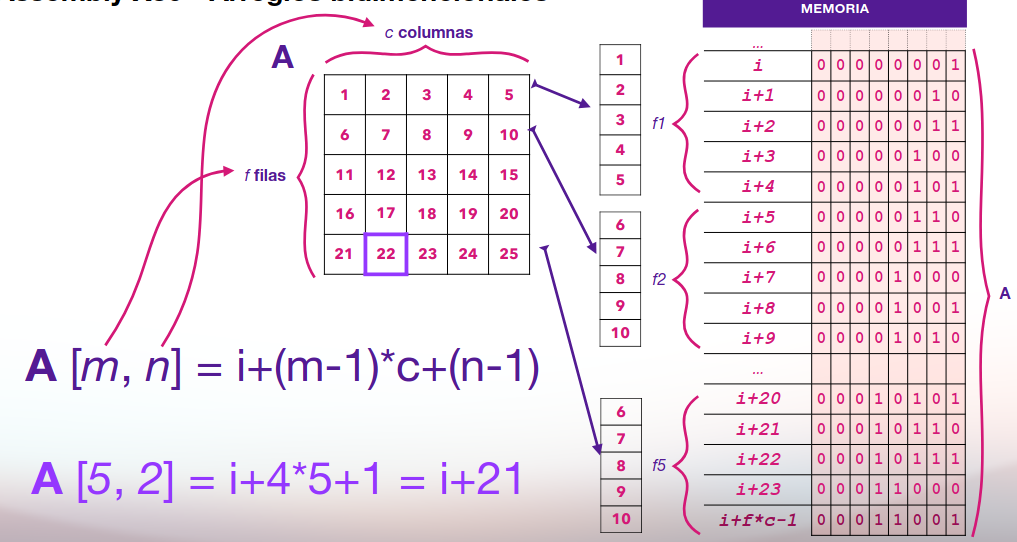 Assembly X86 - Arreglos bidimensionales
MEMORIA
c columnas
A
f filas
1 2 3 4 5
6 7 8 9 10
11 12 13 14 15
16 17 18 19 20
21 22 23 24 25
A [m, n] = i+(m-1)*c+(n-1)
A [5, 2] = i+4*5+1 = i+21
1
2
3
4
5
f1
6
7
8
9
10
f2
6
7
8
9
10
f5
...
i 0 0 0 0 0 0 0 1
i+1 0 0 0 0 0 0 1 0
i+2 0 0 0 0 0 0 1 1
i+3 0 0 0 0 0 1 0 0
i+4 0 0 0 0 0 1 0 1
i+5 0 0 0 0 0 1 1 0
i+6 0 0 0 0 0 1 1 1
i+7 0 0 0 0 1 0 0 0
i+8 0 0 0 0 1 0 0 1
i+9 0 0 0 0 1 0 1 0
...
i+20 0 0 0 1 0 1 0 1
i+21 0 0 0 1 0 1 1 0
i+22 0 0 0 1 0 1 1 1
i+23 0 0 0 1 1 0 0 0
i+f*c-1 0 0 0 1 1 0 0 1
A